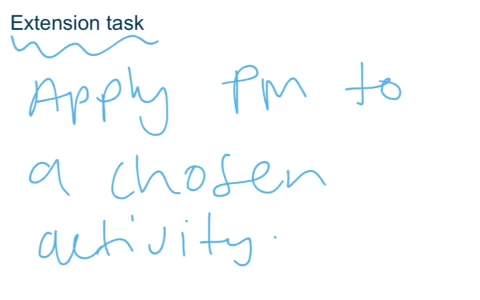 Extension task
Apply PM to
a chosen
activity.